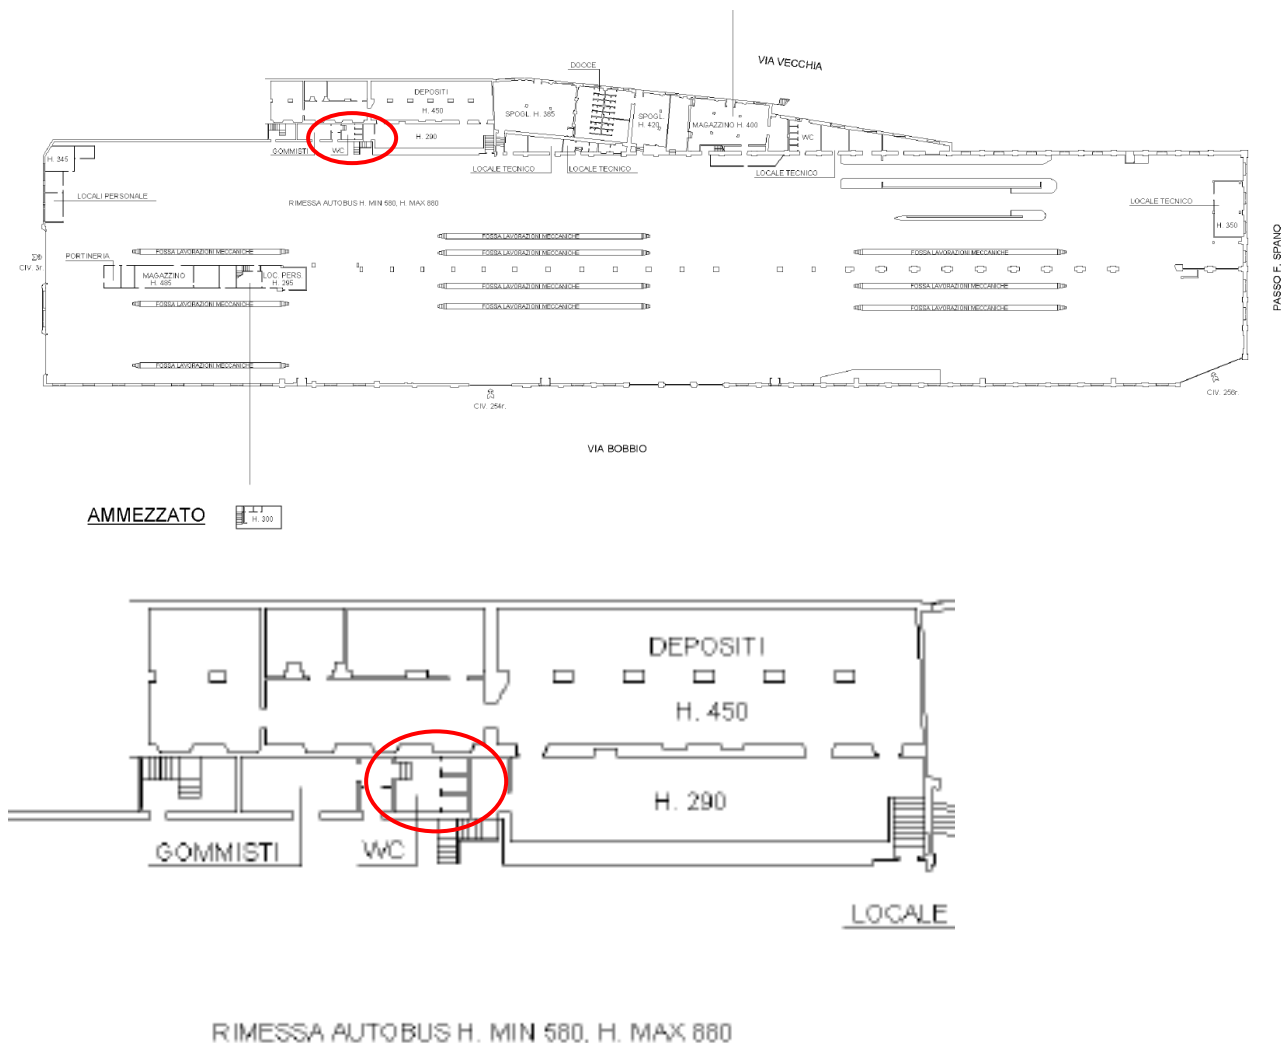 VIA VECCHIA
DOCCE
DEPOSITI
H. 450
SPOGL. H. 385
SPOGL.
H. 420
MAGAZZINO H. 400
WC
H. 290
GOMMISTI
WC
H. 345
LOCALE TECNICO
LOCALE TECNICO
LOCALE TECNICO
LOCALE TECNICO
LOCALI PERSONALE
RIMESSA AUTOBUS H. MIN 580, H. MAX 880
H. 350
PASSO F. SPANO
FOSSA LAVORAZIONI MECCANICHE
FOSSA LAVORAZIONI MECCANICHE
FOSSA LAVORAZIONI MECCANICHE
FOSSA LAVORAZIONI MECCANICHE
PORTINERIA
CIV. 3r.
MAGAZZINO
H. 485
LOC. PERS.
H. 295
FOSSA LAVORAZIONI MECCANICHE
FOSSA LAVORAZIONI MECCANICHE
FOSSA LAVORAZIONI MECCANICHE
FOSSA LAVORAZIONI MECCANICHE
FOSSA LAVORAZIONI MECCANICHE
FOSSA LAVORAZIONI MECCANICHE
CIV. 254r.
CIV. 256r.
VIA BOBBIO
AMMEZZATO
H. 300
DEPOSITI
H. 450
H. 290
GOMMISTI
WC
LOCALE
RIMESSA AUTOBUS H. MIN 580, H. MAX 880